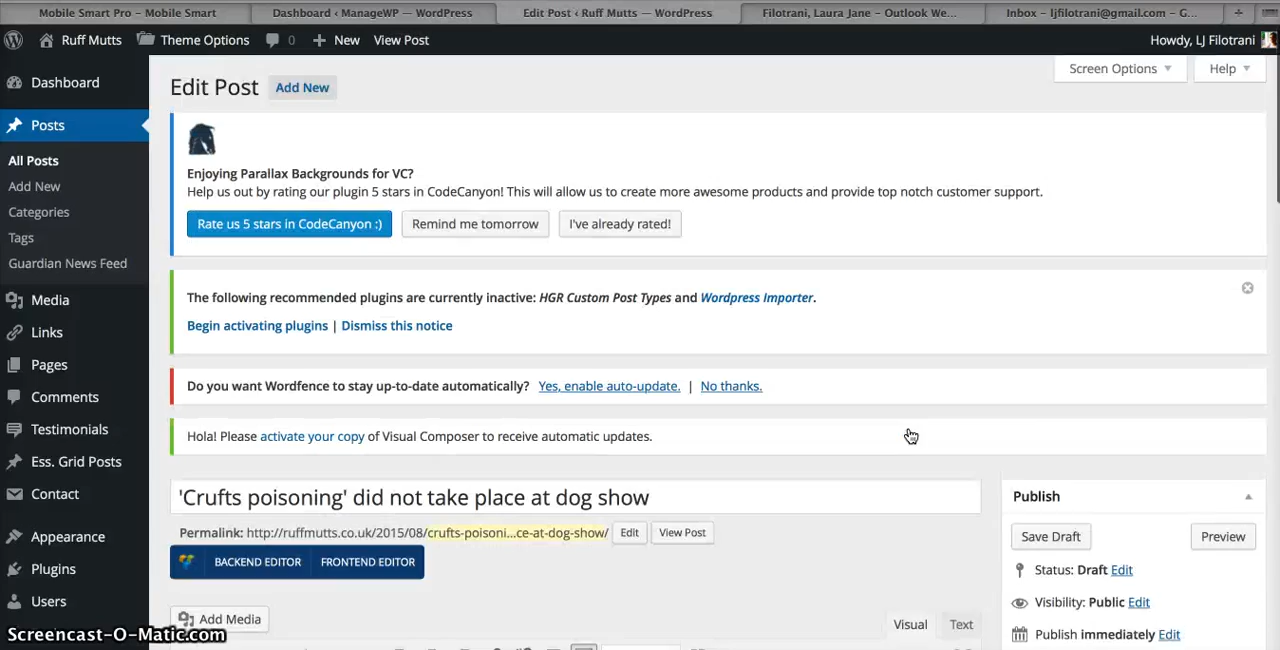 Mobile Smart Pro – Mobile Smart
Dashboard ‹ ManageWP — WordPress
Edit Post ‹ Ruff Mutts — WordPress
Filotrani, Laura Jane – Outlook We...
Inbox – ljfilotrani@gmail.com – G...
Ruff Mutts
Theme Options
0
New
View Post
Howdy, LJ Filotrani
Dashboard
Posts
All Posts
Add New
Categories
Tags
Guardian News Feed
Media
Links
Pages
Comments
Testimonials
Ess. Grid Posts
Contact
Appearance
Plugins
Users
Screen Options
Help
Edit Post Add New
Enjoying Parallax Backgrounds for VC?
Help us out by rating our plugin 5 stars in CodeCanyon! This will allow us to create more awesome products and provide top notch customer support.
Rate us 5 stars in CodeCanyon :) Remind me tomorrow I've already rated!
The following recommended plugins are currently inactive: HGR Custom Post Types and Wordpress Importer.
Begin activating plugins | Dismiss this notice
Do you want Wordfence to stay up-to-date automatically? Yes, enable auto-update. | No thanks.
Hola! Please activate your copy of Visual Composer to receive automatic updates.
'Crufts poisoning' did not take place at dog show
Permalink: http://ruffmutts.co.uk/2015/08/crufts-poisoni...ce-at-dog-show/ Edit View Post
BACKEND EDITOR FRONTEND EDITOR
Add Media
Visual Text
Publish
Save Draft Preview
Status: Draft Edit
Visibility: Public Edit
Publish immediately Edit
Screencast-O-Matic.com